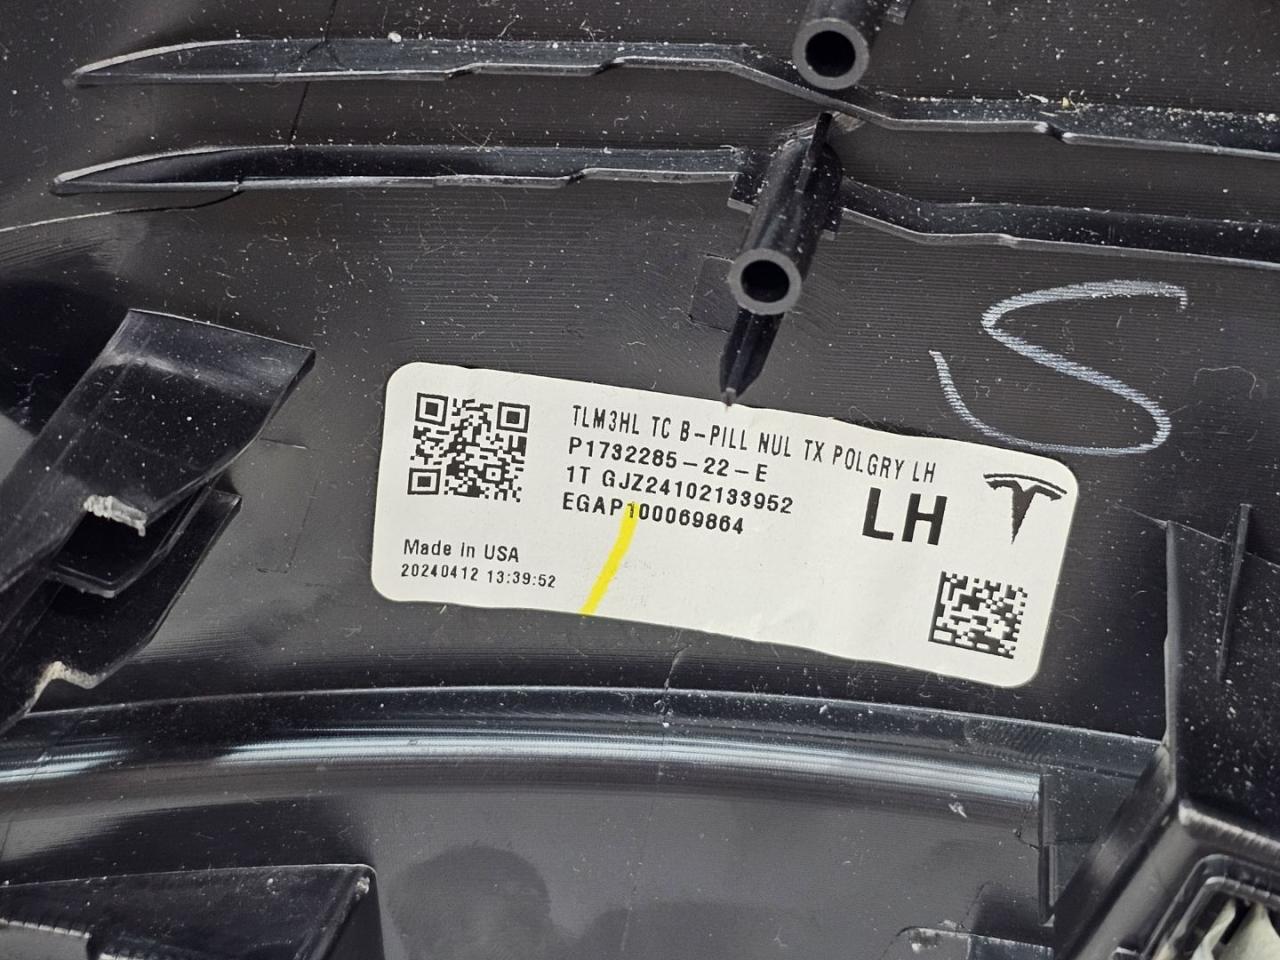 S
TLM3HL TC B-PILL NUL TX POLGRY LH
P1732285-22-E
1T GJZ24102133952
EGAP100069864
LH
Made in USA
20240412 13:39:52